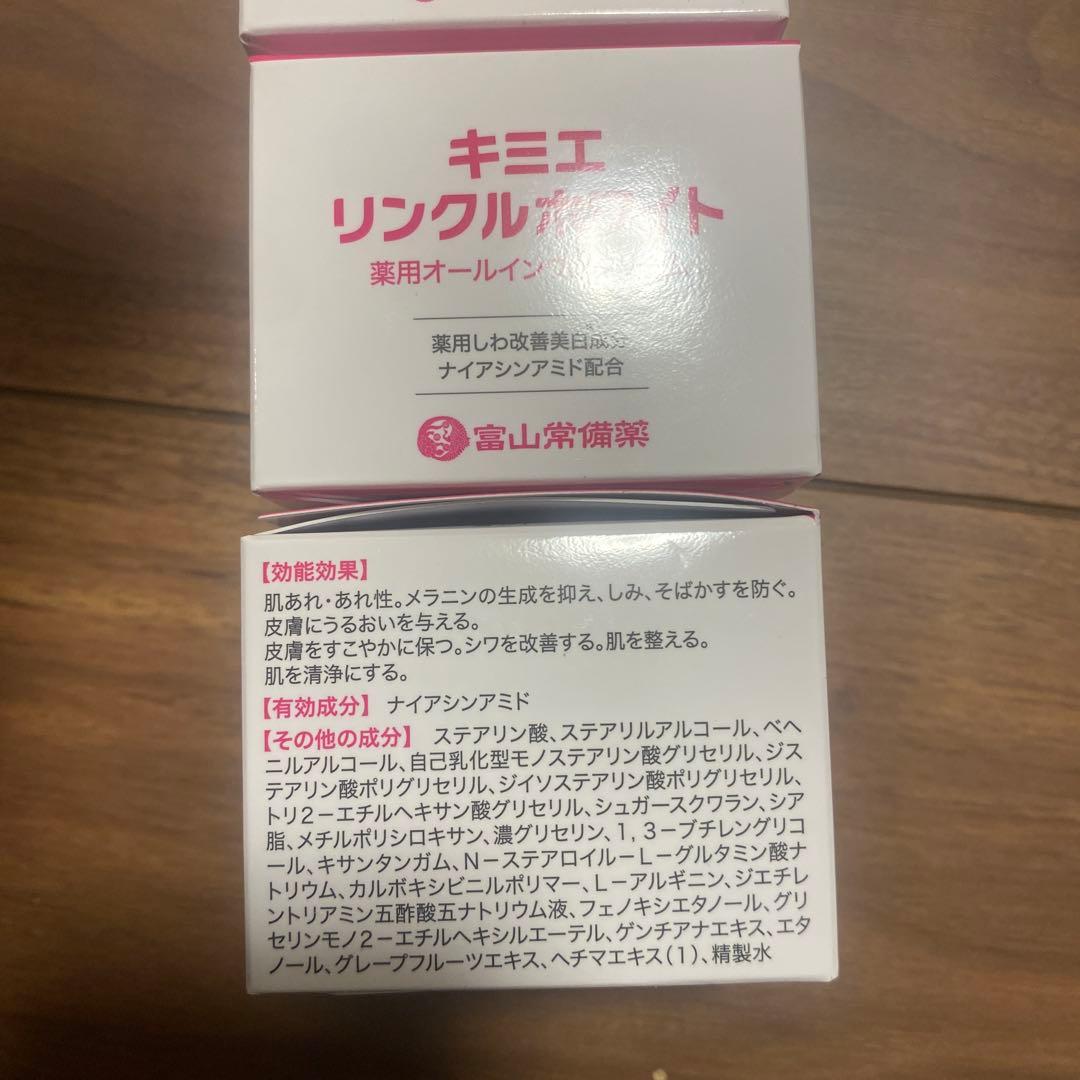 キミエ
リンクルホワイト
薬用オールイン
薬用しわ改善美白成分
ナイアシンアミド配合
富山常備薬
【効能効果】
肌あれ・あれ性。メラニンの生成を抑え、しみ、そばかすを防ぐ。
皮膚にうるおいを与える。
皮膚をすこやかに保つ。シワを改善する。肌を整える。
肌を清浄にする。
【有効成分】 ナイアシンアミド
【その他の成分】 ステアリン酸、ステアリルアルコール、ベヘ
ニルアルコール、自己乳化型モノステアリン酸グリセリル、ジス
テアリン酸ポリグリセリル、ジイソステアリン酸ポリグリセリル、
トリ2－エチルヘキサン酸グリセリル、シュガースクワラン、シア
脂、メチルポリシロキサン、濃グリセリン、1，3－ブチレングリコ
ール、キサンタンガム、N－ステアロイル－L－グルタミン酸ナ
トリウム、カルボキシビニルポリマー、L－アルギニン、ジエチレ
ントリアミン五酢酸五ナトリウム液、フェノキシエタノール、グリ
セリンモノ2－エチルヘキシルエーテル、ゲンチアナエキス、エタ
ノール、グレープフルーツエキス、ヘチマエキス（1）、精製水